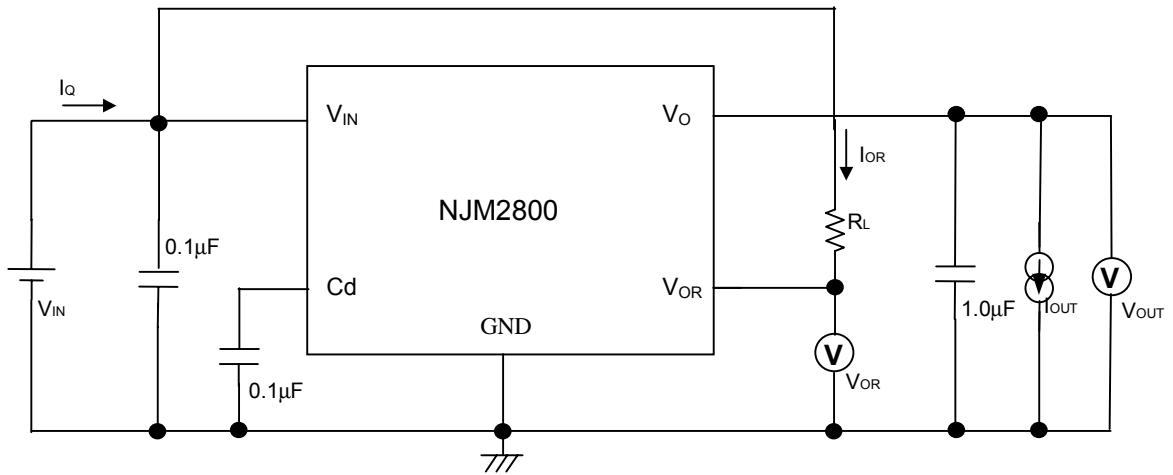 IQ
VIN
VO
IOR
NJM2800
RL
0.1μF
VIN
Cd
VOR
GND
1.0μF
IOUT
V
VOUT
V
VOR
0.1μF